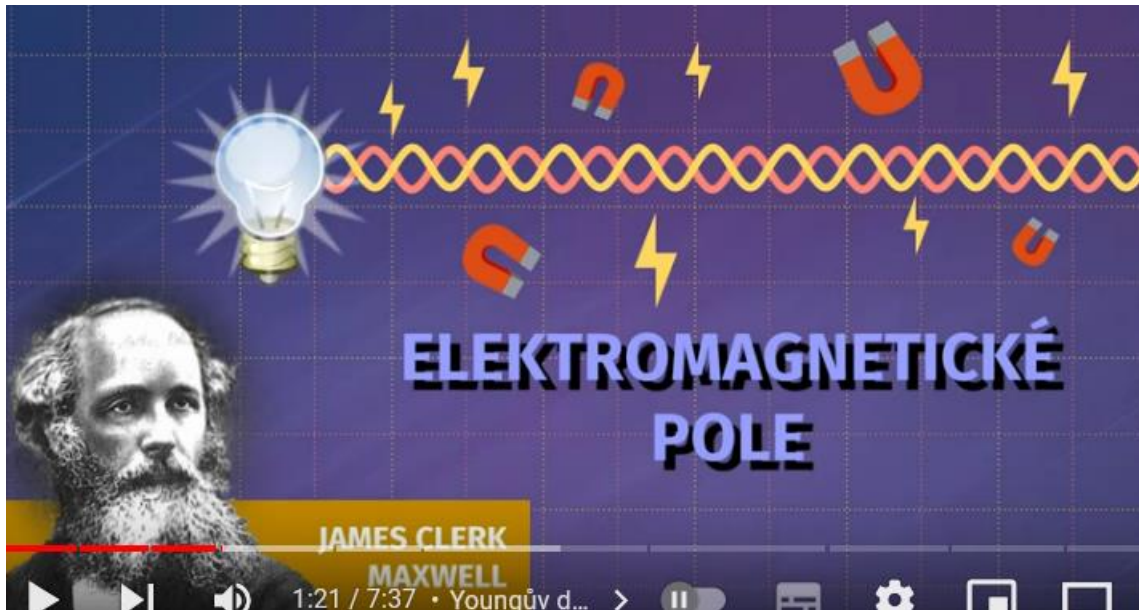 ELEKTROMAGNETICKÉ
POLE
JAMES CLERK
MAXWELL
1:21 / 7:37 • Youngův d...